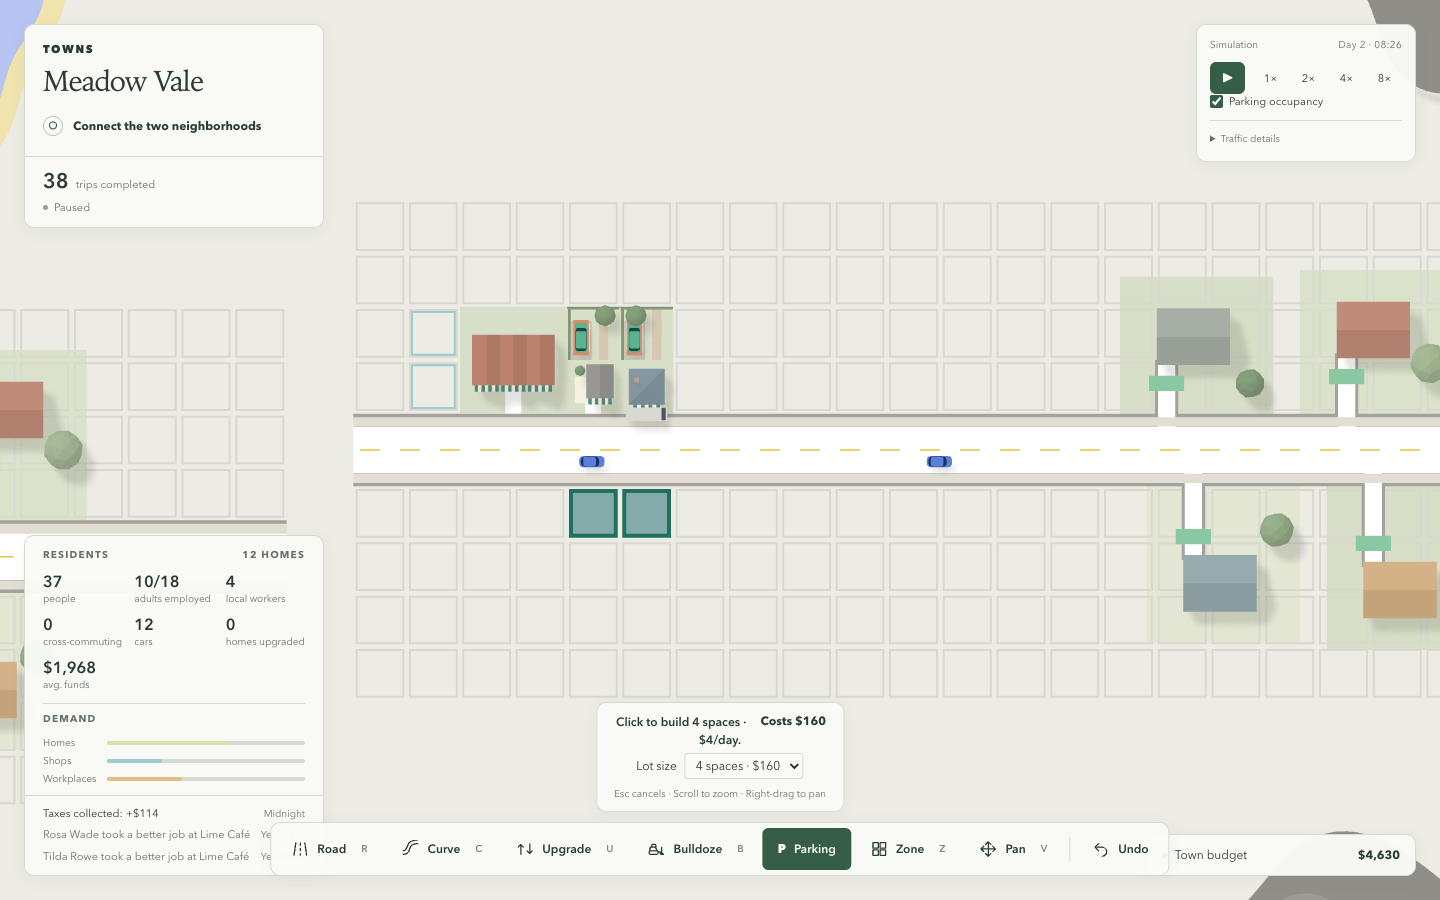 TOWNS
Meadow Vale
Connect the two neighborhoods
38 trips completed
Paused
Simulation Day 2 · 08:26
1× 2× 4× 8×
Parking occupancy
Traffic details
RESIDENTS 12 HOMES
37 10/18 4
people adults employed local workers
0 12 0
cross-commuting cars homes upgraded
$1,968
avg. funds
DEMAND
Homes
Shops
Workplaces
Taxes collected: +$114 Midnight
Rosa Wade took a better job at Lime Café
Tilda Rowe took a better job at Lime Café
Click to build 4 spaces · Costs $160
$4/day.
Lot size 4 spaces · $160
Esc cancels · Scroll to zoom · Right-drag to pan
Road R Curve C Upgrade U Bulldoze B P Parking Zone Z Pan V Undo
Town budget $4,630